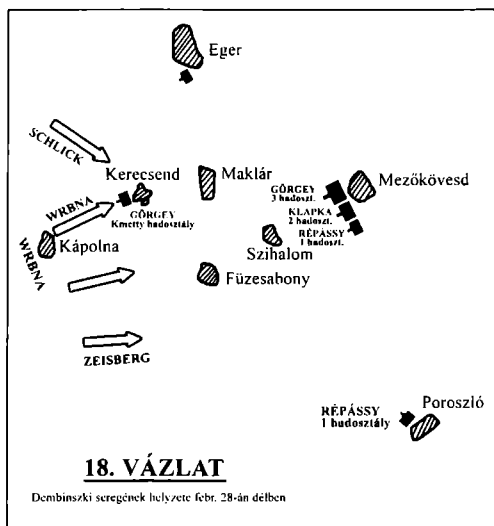 Eger
SCHLICK
Kerecsend
Maklár
WRBNA
GÖRGEY
Kmetty hadosztály
GÖRGEY
3 hadoszt.
KLAPKA
2 hadoszt.
RÉPÁSSY
1 hadoszt.
Mezőkövesd
Kápolna
WRBNA
Szihalom
Füzesabony
ZEISBERG
RÉPÁSSY
1 hadosztály
Poroszló
18. VÁZLAT
Dembinszki seregének helyzete febr. 28-án délben